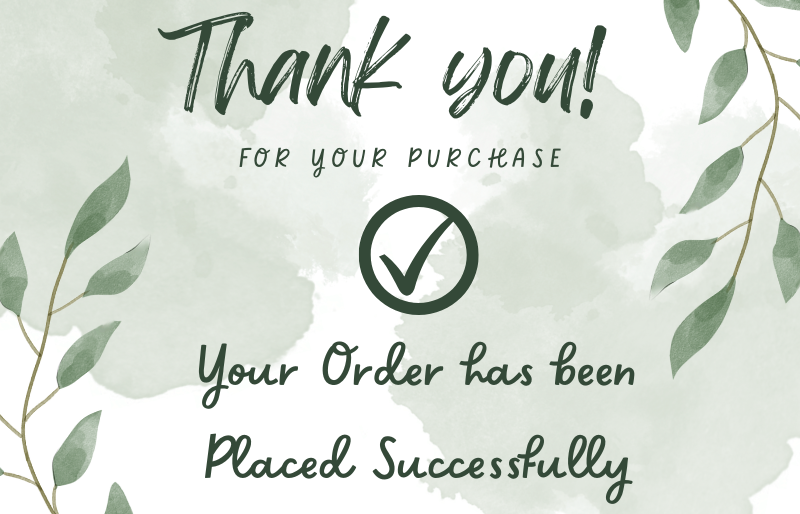 Thank you!
FOR YOUR PURCHASE
Your Order has been
Placed Successfully